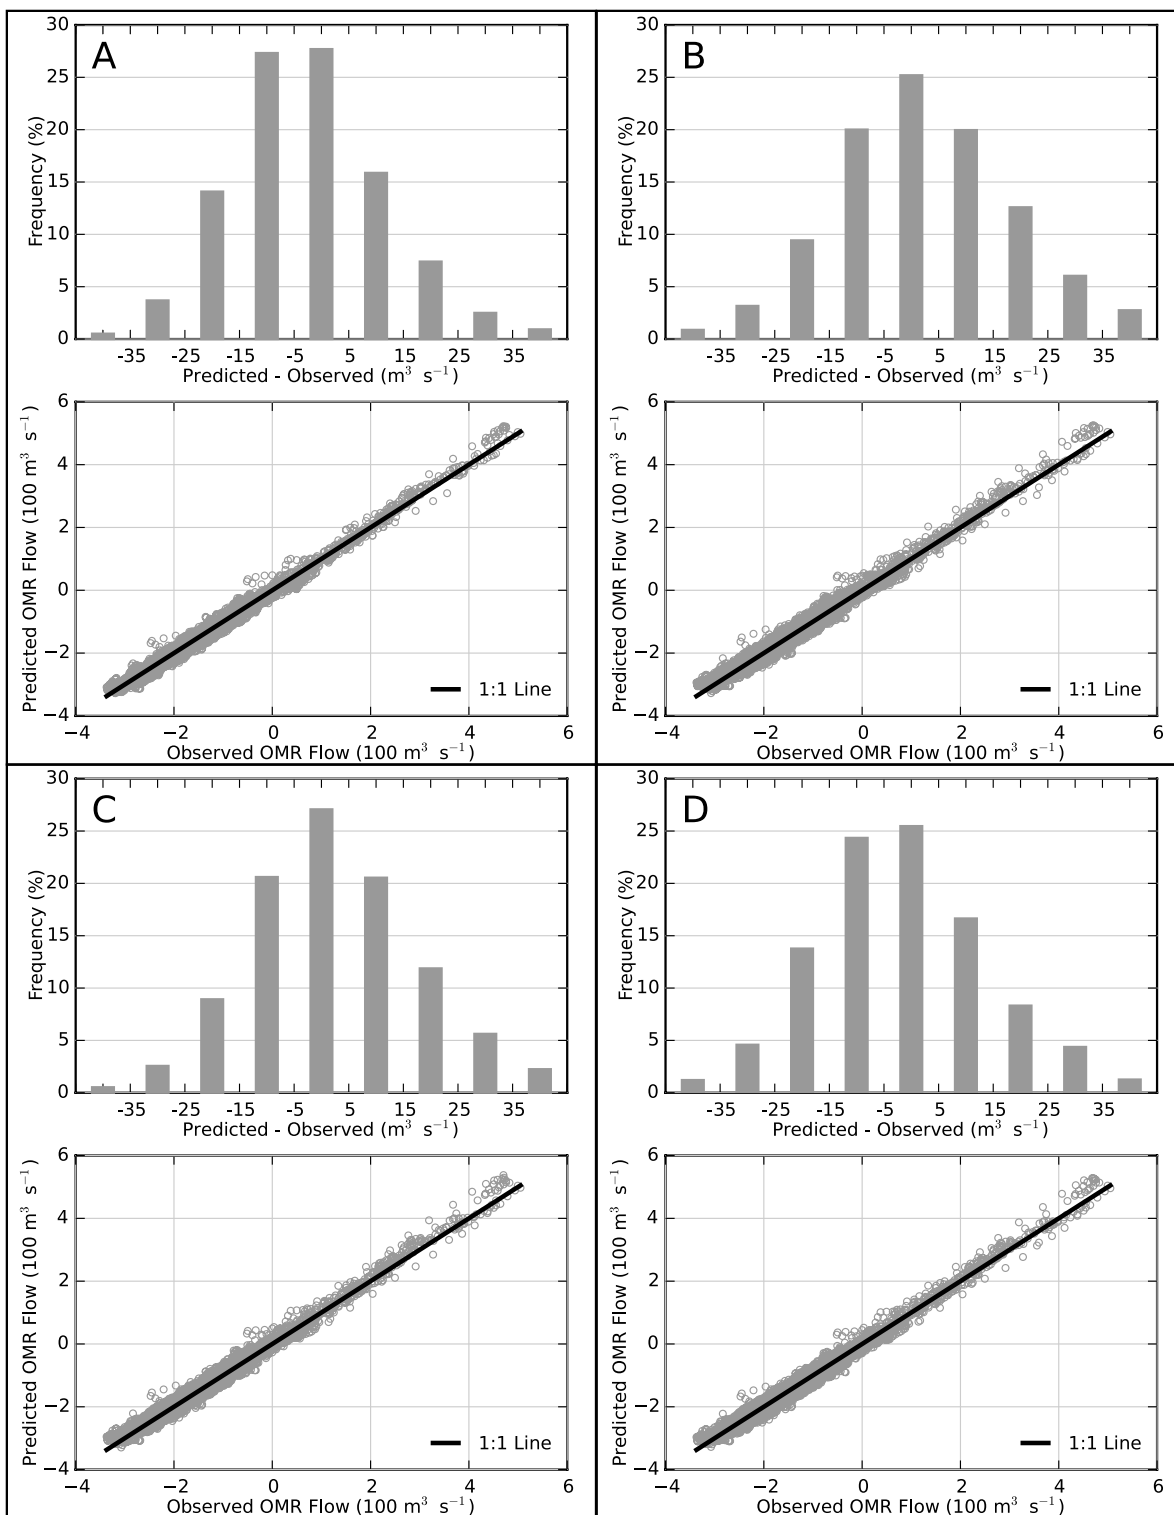 A
Frequency (%)
30
25
20
15
10
5
0
-35 -25 -15 -5 5 15 25 35
Predicted - Observed (m³ s⁻¹)
Predicted OMR Flow (100 m³ s⁻¹)
6
4
2
0
−2
−4
1:1 Line
−4 −2 0 2 4 6
Observed OMR Flow (100 m³ s⁻¹)
B
Frequency (%)
30
25
20
15
10
5
0
-35 -25 -15 -5 5 15 25 35
Predicted - Observed (m³ s⁻¹)
Predicted OMR Flow (100 m³ s⁻¹)
6
4
2
0
−2
−4
1:1 Line
−4 −2 0 2 4 6
Observed OMR Flow (100 m³ s⁻¹)
C
Frequency (%)
30
25
20
15
10
5
0
-35 -25 -15 -5 5 15 25 35
Predicted - Observed (m³ s⁻¹)
Predicted OMR Flow (100 m³ s⁻¹)
6
4
2
0
−2
−4
1:1 Line
−4 −2 0 2 4 6
Observed OMR Flow (100 m³ s⁻¹)
D
Frequency (%)
30
25
20
15
10
5
0
-35 -25 -15 -5 5 15 25 35
Predicted - Observed (m³ s⁻¹)
Predicted OMR Flow (100 m³ s⁻¹)
6
4
2
0
−2
−4
1:1 Line
−4 −2 0 2 4 6
Observed OMR Flow (100 m³ s⁻¹)